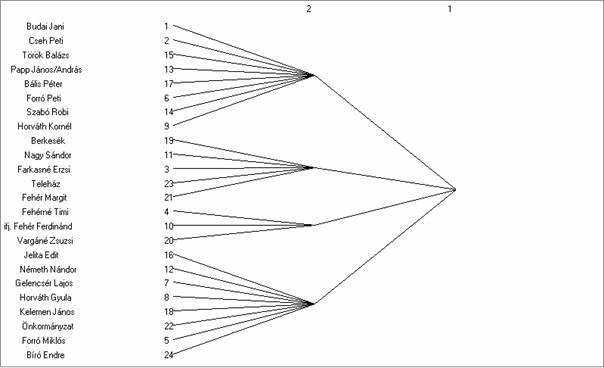 2 1
Budai Jani 1
Cseh Peti 2
Török Balázs 15
Papp János/András 13
Bális Péter 17
Forró Peti 6
Szabó Robi 14
Horváth Kornél 9
Berkesék 19
Nagy Sándor 11
Farkasné Erzsi 3
Teleház 23
Fehér Margit 21
Fehérné Timi 4
ifj. Fehér Ferdinánd 10
Vargáné Zsuzsi 20
Jelita Edit 16
Németh Nándor 12
Gelencsér Lajos 7
Horváth Gyula 8
Kelemen János 18
Önkormányzat 22
Forró Miklós 5
Bíró Endre 24